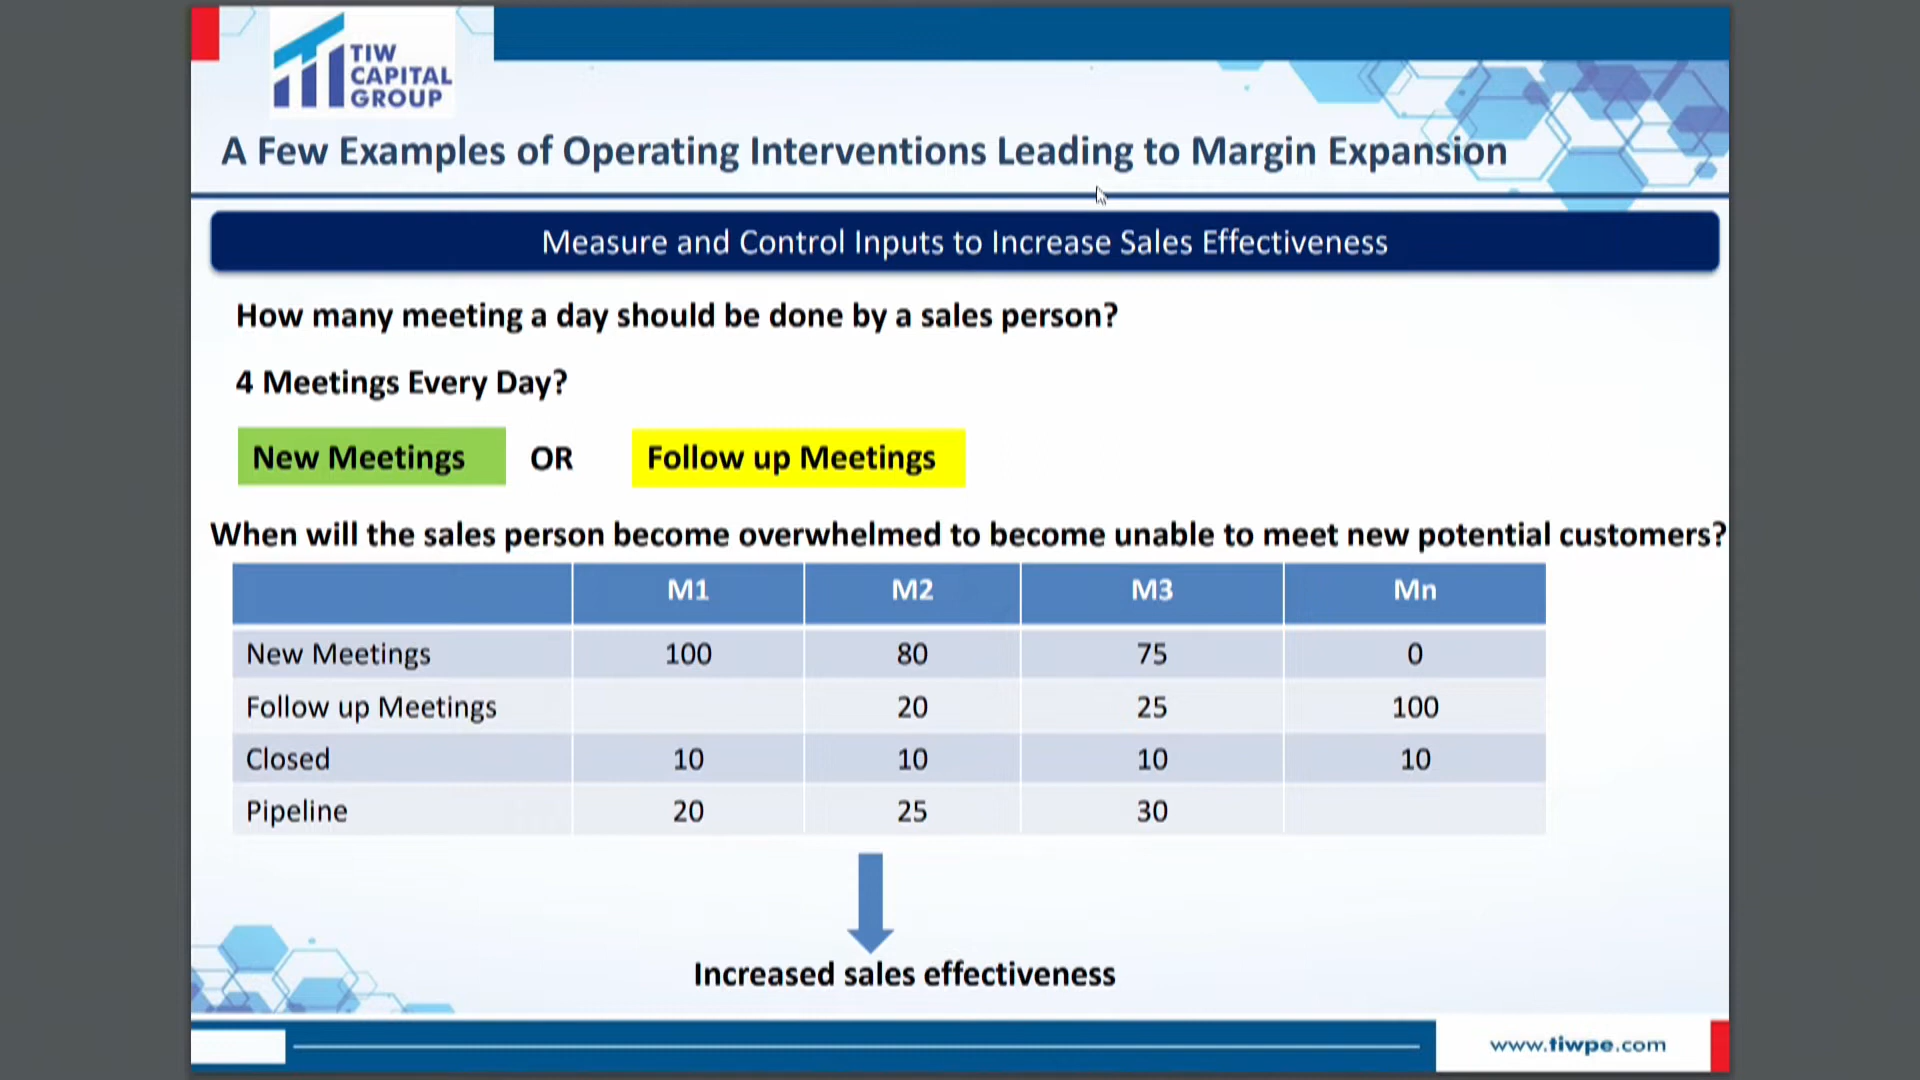 TIW
CAPITAL
GROUP
A Few Examples of Operating Interventions Leading to Margin Expansion
Measure and Control Inputs to Increase Sales Effectiveness
How many meeting a day should be done by a sales person?
4 Meetings Every Day?
New Meetings OR Follow up Meetings
When will the sales person become overwhelmed to become unable to meet new potential customers?
M1 M2 M3 Mn
New Meetings 100 80 75 0
Follow up Meetings 20 25 100
Closed 10 10 10 10
Pipeline 20 25 30
Increased sales effectiveness
www.tiwpe.com